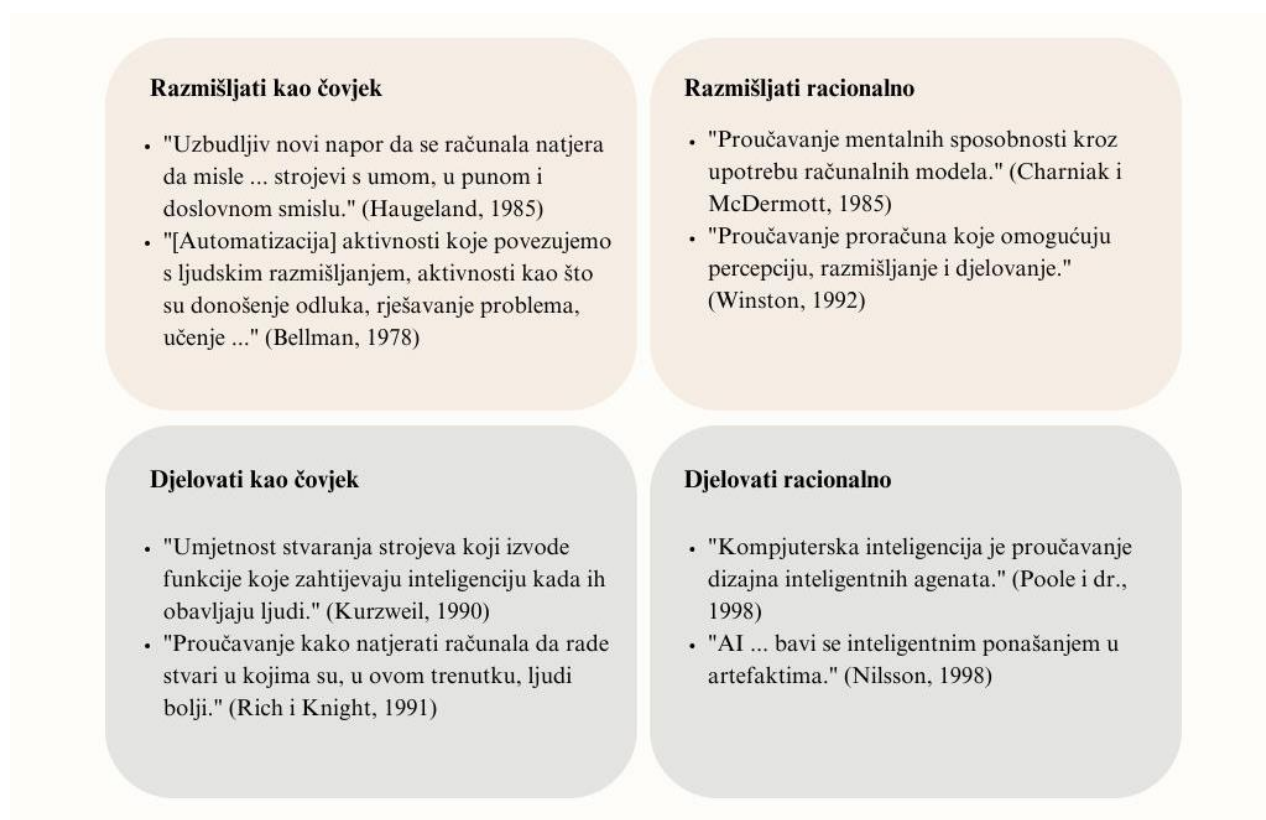 Razmišljati kao čovjek
• "Uzbudljiv novi napor da se računala natjera
da misle ... strojevi s umom, u punom i
doslovnom smislu." (Haugeland, 1985)
• "[Automatizacija] aktivnosti koje povezujemo
s ljudskim razmišljanjem, aktivnosti kao što
su donošenje odluka, rješavanje problema,
učenje ..." (Bellman, 1978)
Razmišljati racionalno
• "Proučavanje mentalnih sposobnosti kroz
upotrebu računalnih modela." (Charniak i
McDermott, 1985)
• "Proučavanje proračuna koje omogućuju
percepciju, razmišljanje i djelovanje."
(Winston, 1992)
Djelovati kao čovjek
• "Umjetnost stvaranja strojeva koji izvode
funkcije koje zahtijevaju inteligenciju kada ih
obavljaju ljudi." (Kurzweil, 1990)
• "Proučavanje kako natjerati računala da rade
stvari u kojima su, u ovom trenutku, ljudi
bolji." (Rich i Knight, 1991)
Djelovati racionalno
• "Kompjuterska inteligencija je proučavanje
dizajna inteligentnih agenata." (Poole i dr.,
1998)
• "AI ... bavi se inteligentnim ponašanjem u
artefaktima." (Nilsson, 1998)